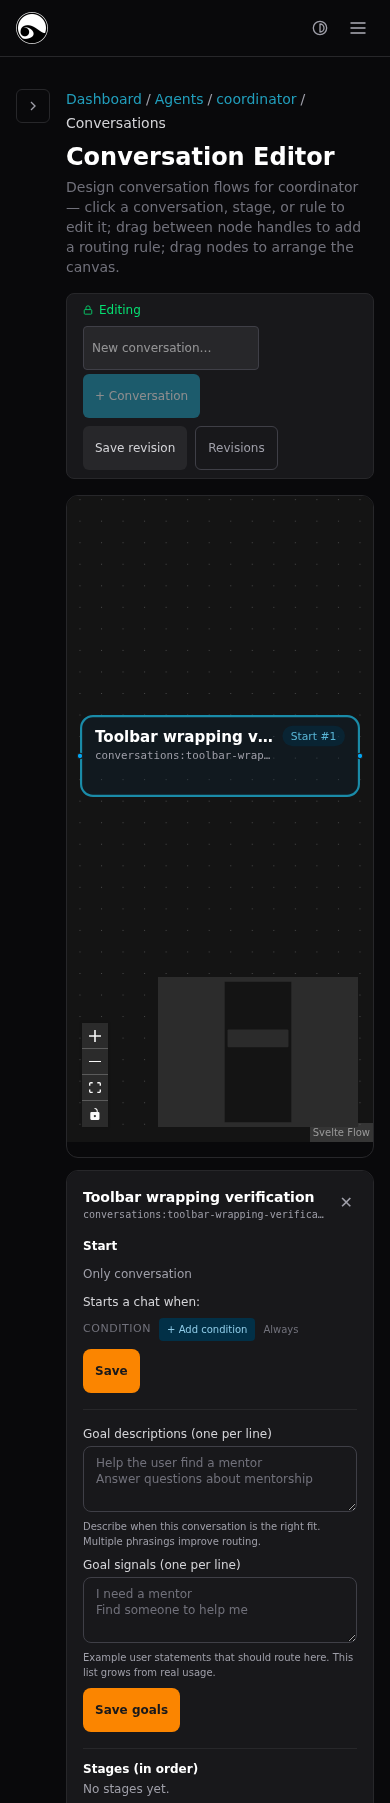 Dashboard / Agents / coordinator /
Conversations
Conversation Editor
Design conversation flows for coordinator
— click a conversation, stage, or rule to
edit it; drag between node handles to add
a routing rule; drag nodes to arrange the
canvas.
Editing
New conversation...
+ Conversation
Save revision Revisions
Toolbar wrapping v... Start #1
conversations:toolbar-wrap…
Svelte Flow
Toolbar wrapping verification
conversations:toolbar-wrapping-verifica…
Start
Only conversation
Starts a chat when:
CONDITION + Add condition Always
Save
Goal descriptions (one per line)
Help the user find a mentor
Answer questions about mentorship
Describe when this conversation is the right fit.
Multiple phrasings improve routing.
Goal signals (one per line)
I need a mentor
Find someone to help me
Example user statements that should route here. This
list grows from real usage.
Save goals
Stages (in order)
No stages yet.